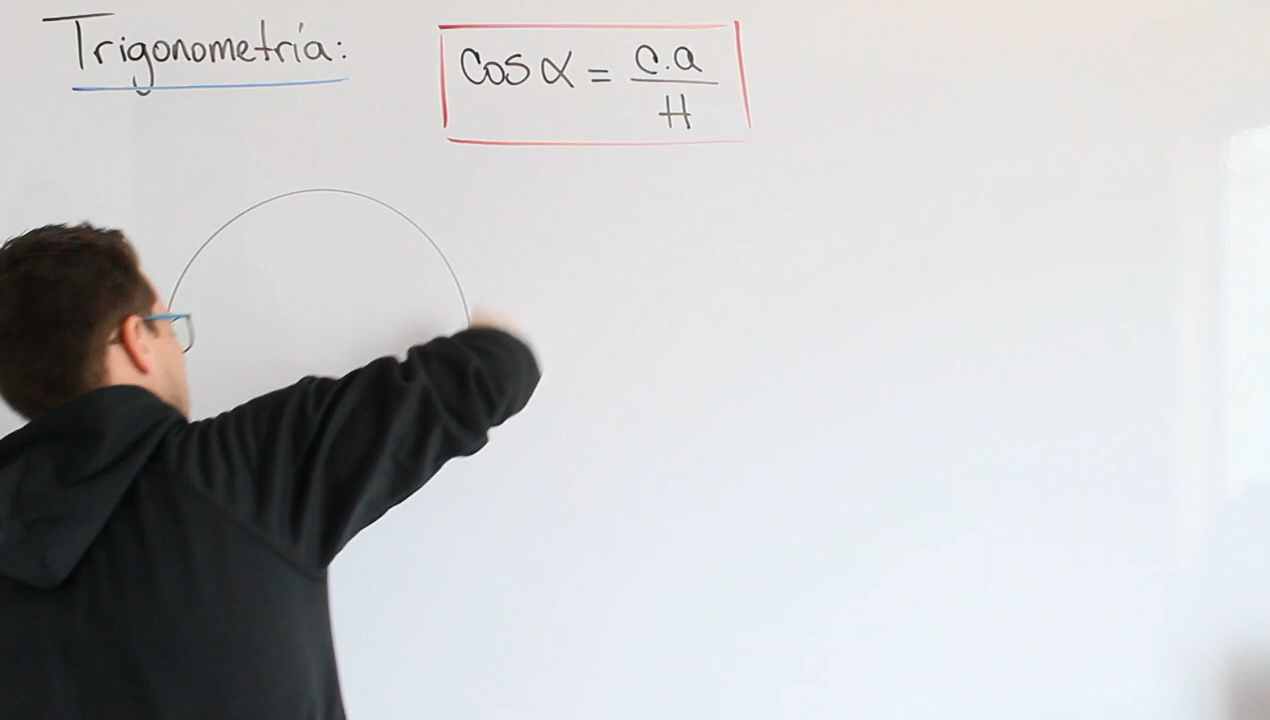 Trigonometría:
Cos α = c.a
H